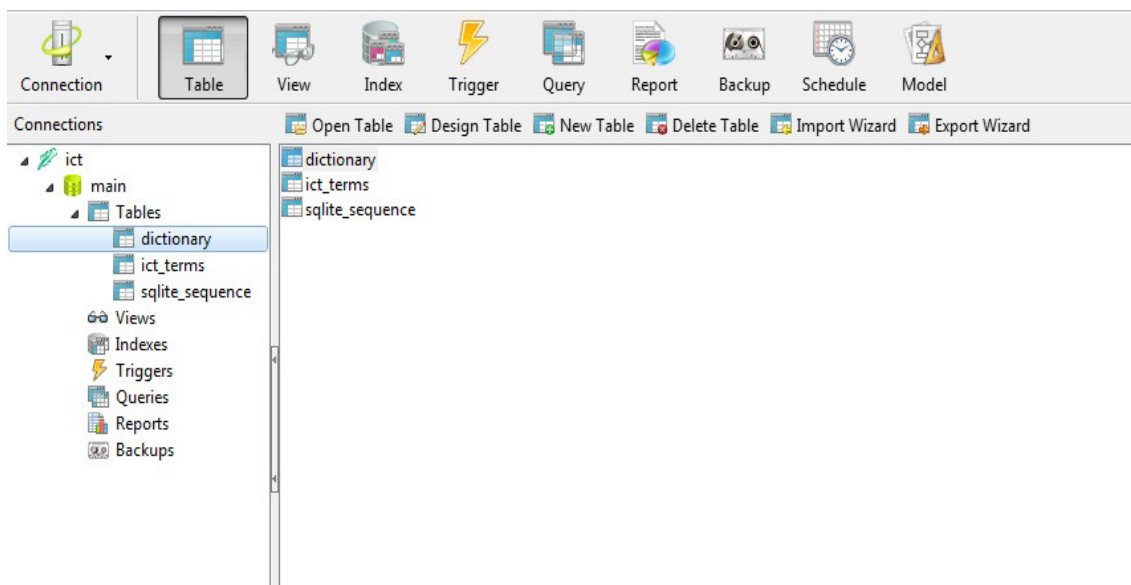 Connection Table View Index Trigger Query Report Backup Schedule Model
Connections
Open Table Design Table New Table Delete Table Import Wizard Export Wizard
ict
main
Tables
dictionary
ict_terms
sqlite_sequence
Views
Indexes
Triggers
Queries
Reports
Backups
dictionary
ict_terms
sqlite_sequence